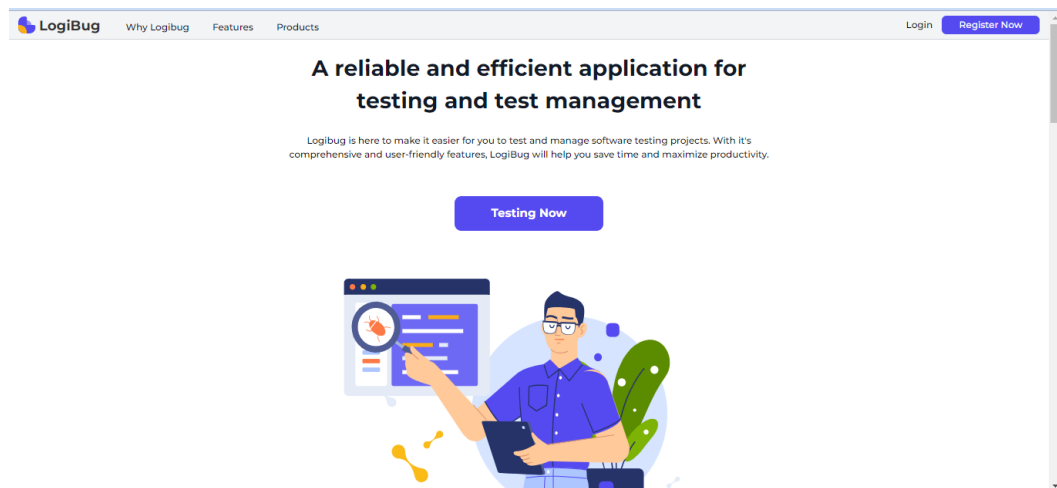 LogiBug
Why Logibug
Features
Products
Login
Register Now
A reliable and efficient application for
testing and test management
Logibug is here to make it easier for you to test and manage software testing projects. With it's
comprehensive and user-friendly features, LogiBug will help you save time and maximize productivity.
Testing Now